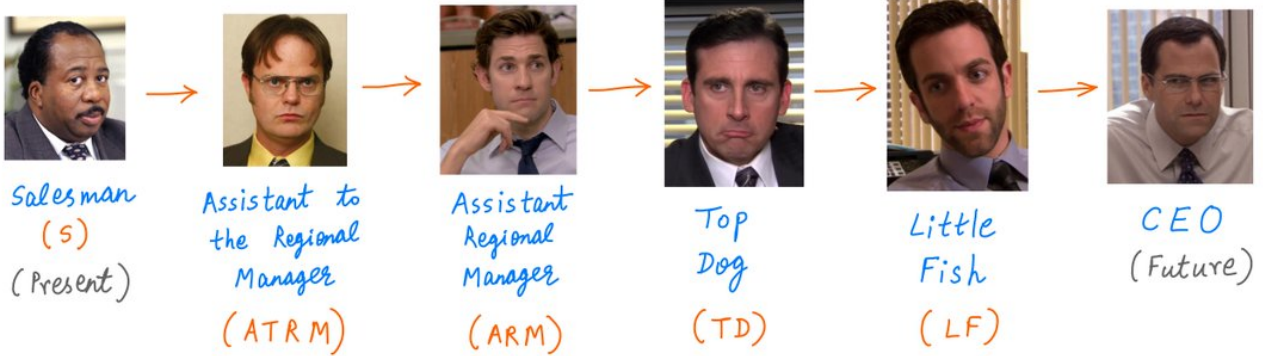 Salesman
(S)
(Present)
Assistant to
the Regional
Manager
(ATRM)
Assistant
Regional
Manager
(ARM)
Top
Dog
(TD)
Little
Fish
(LF)
CEO
(Future)